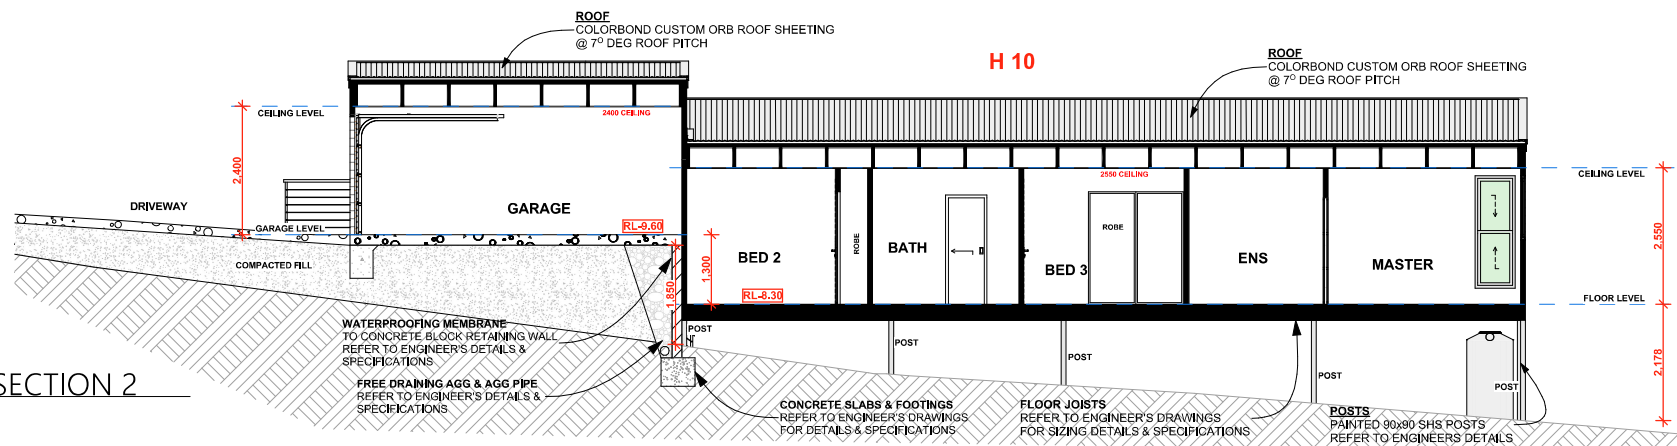 ROOF
COLORBOND CUSTOM ORB ROOF SHEETING
@ 7⁰ DEG ROOF PITCH
H 10
ROOF
COLORBOND CUSTOM ORB ROOF SHEETING
@ 7⁰ DEG ROOF PITCH
CEILING LEVEL
2400 CEILING
2,400
2550 CEILING
CEILING LEVEL
DRIVEWAY
GARAGE
GARAGE LEVEL
RL-9.60
COMPACTED FILL
BED 2
ROBE
BATH
BED 3
ROBE
ENS
MASTER
2,550
1,300
1,850
RL-8.30
FLOOR LEVEL
WATERPROOFING MEMBRANE
TO CONCRETE BLOCK RETAINING WALL
REFER TO ENGINEER'S DETAILS &
SPECIFICATIONS
POST
POST
POST
POST
POST
2,178
SECTION 2
FREE DRAINING AGG & AGG PIPE
REFER TO ENGINEER'S DETAILS &
SPECIFICATIONS
CONCRETE SLABS & FOOTINGS
REFER TO ENGINEER'S DRAWINGS
FOR DETAILS & SPECIFICATIONS
FLOOR JOISTS
REFER TO ENGINEER'S DRAWINGS
FOR SIZING DETAILS & SPECIFICATIONS
POSTS
PAINTED 90x90 SHS POSTS
REFER TO ENGINEERS DETAILS